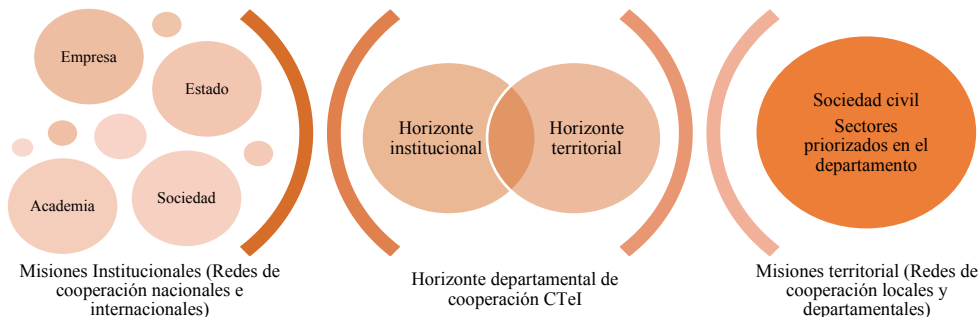 Empresa
Estado
Academia
Sociedad
Misiones Institucionales (Redes de
cooperación nacionales e
internacionales)
Horizonte
institucional
Horizonte
territorial
Horizonte departamental de
cooperación CTeI
Sociedad civil
Sectores
priorizados en el
departamento
Misiones territorial (Redes de
cooperación locales y
departamentales)